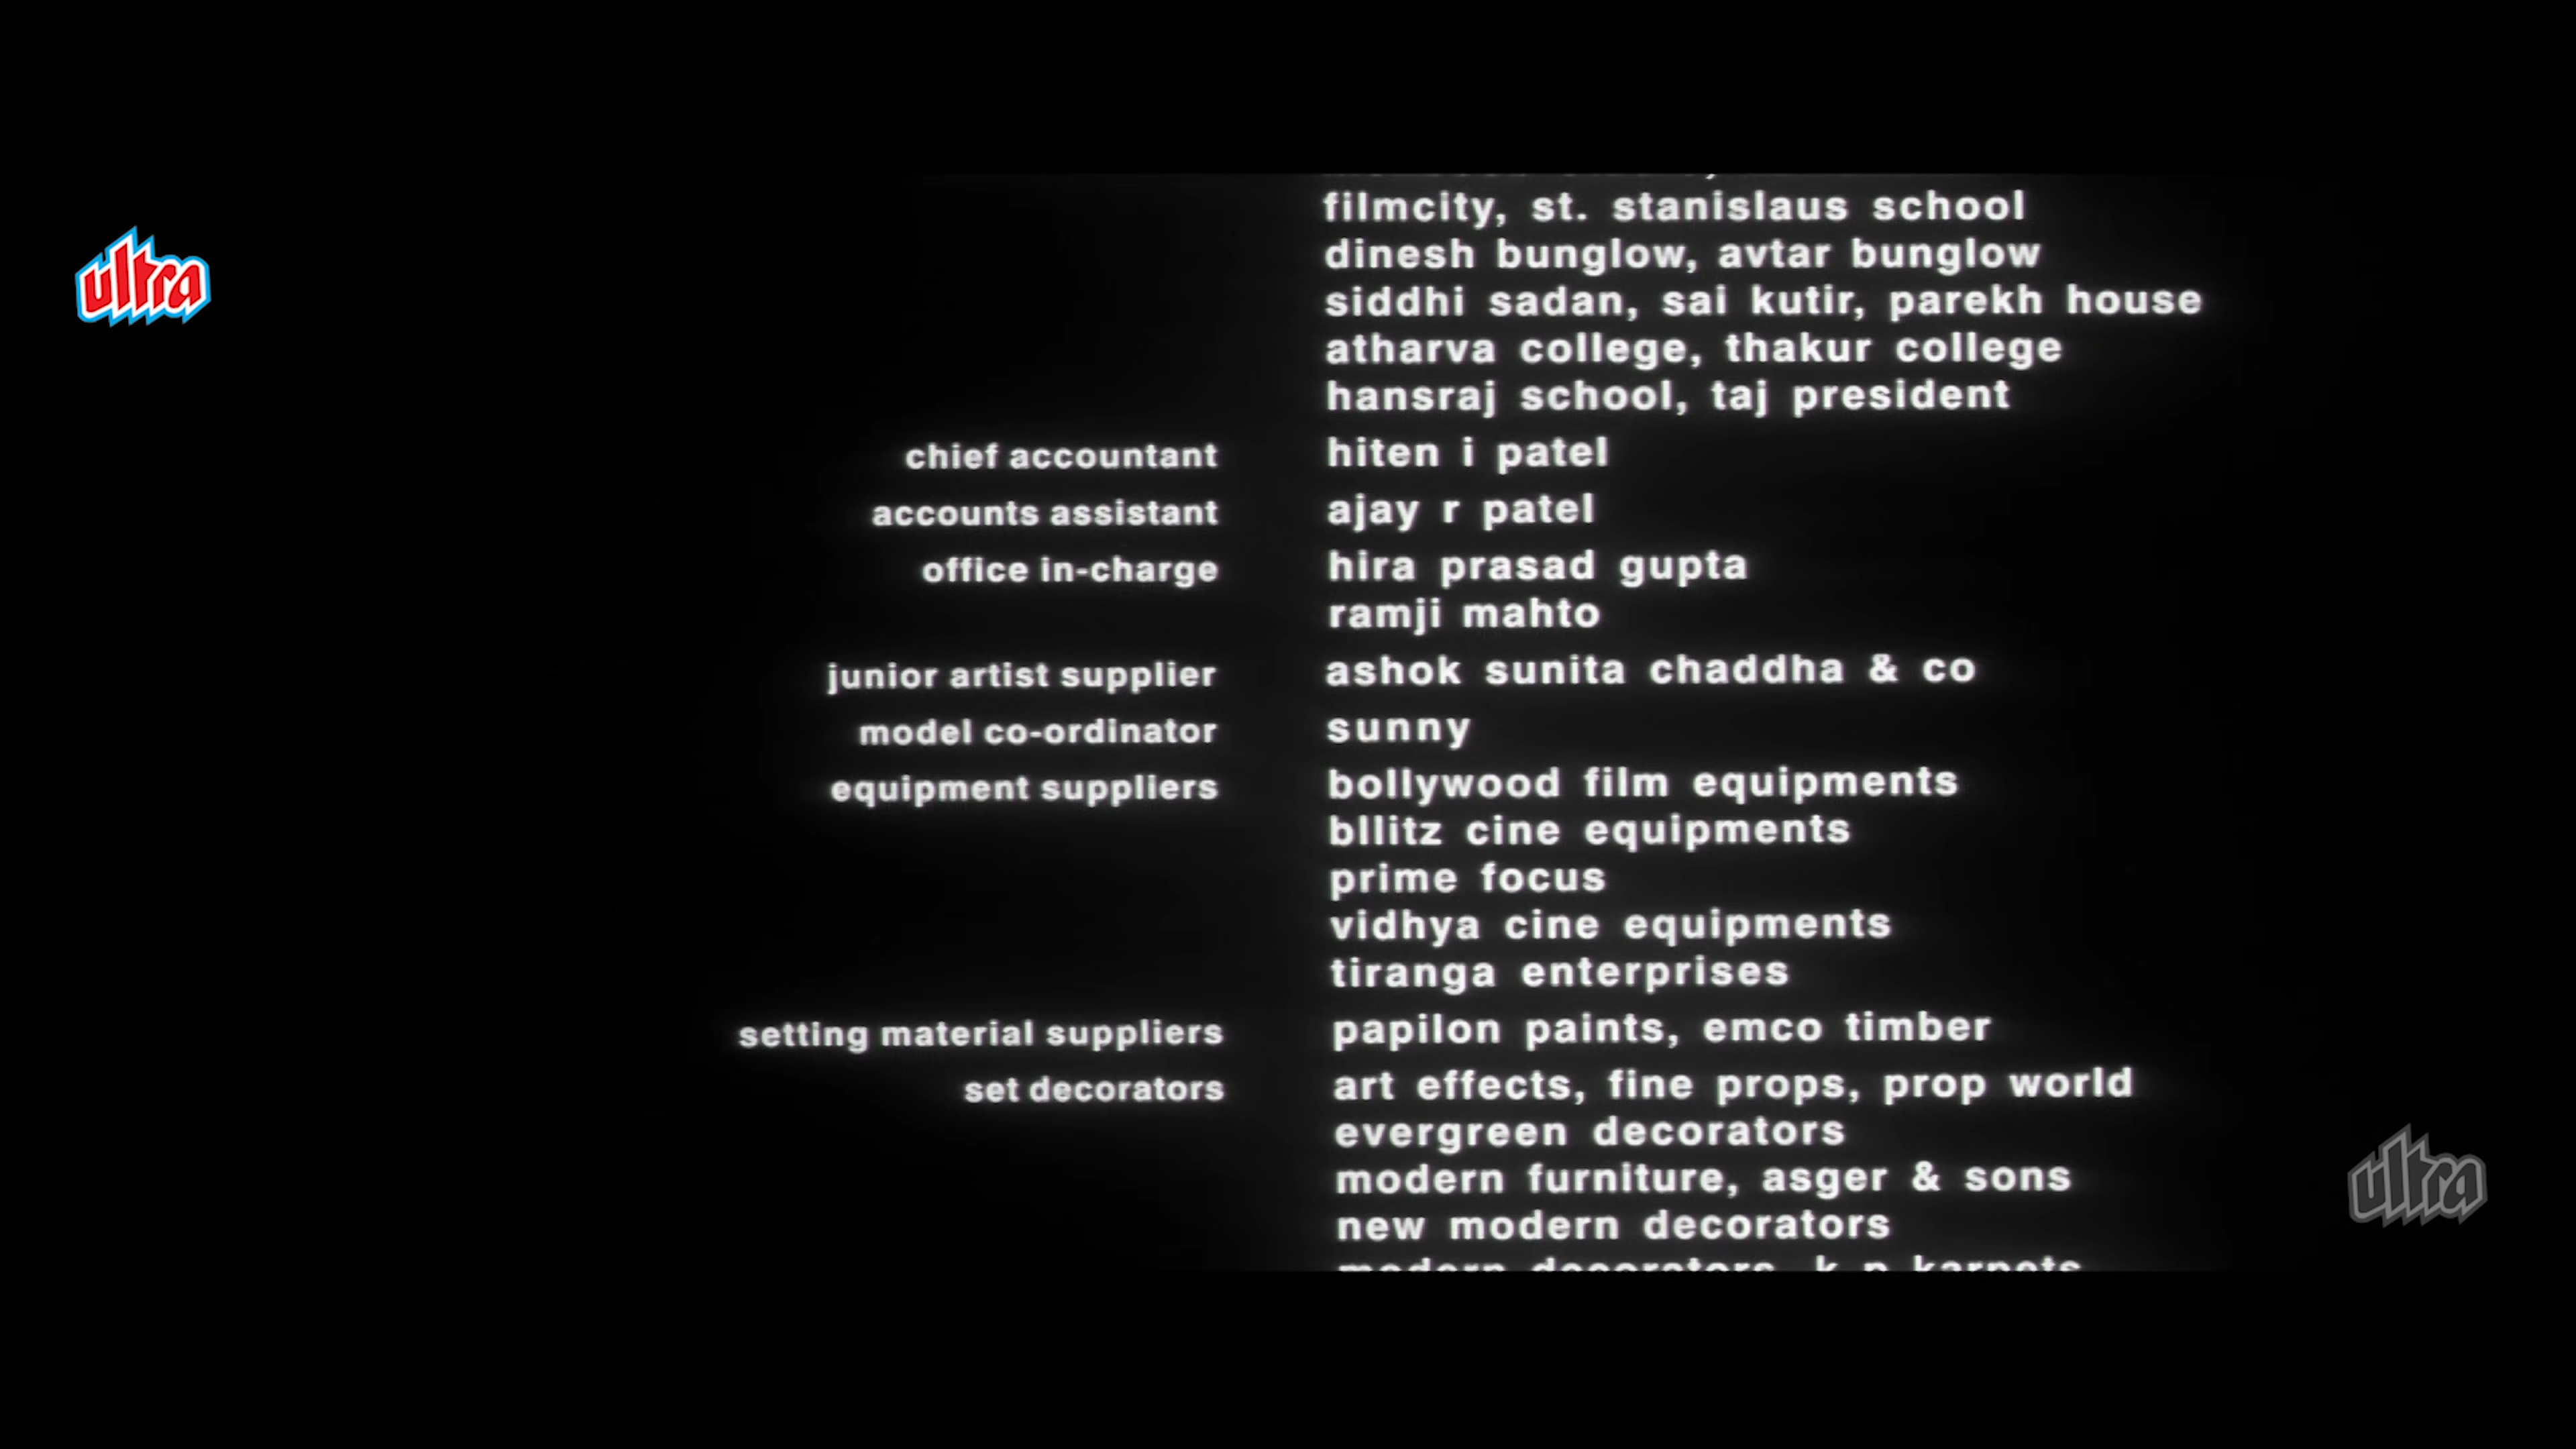 ultra
filmcity, st. stanislaus school
dinesh bunglow, avtar bunglow
siddhi sadan, sai kutir, parekh house
atharva college, thakur college
hansraj school, taj president
chief accountant hiten i patel
accounts assistant ajay r patel
office in-charge hira prasad gupta
ramji mahto
junior artist supplier ashok sunita chaddha & co
model co-ordinator sunny
equipment suppliers bollywood film equipments
bllitz cine equipments
prime focus
vidhya cine equipments
tiranga enterprises
setting material suppliers papilon paints, emco timber
set decorators art effects, fine props, prop world
evergreen decorators
modern furniture, asger & sons
new modern decorators
modern decorators, k p karpets
ultra